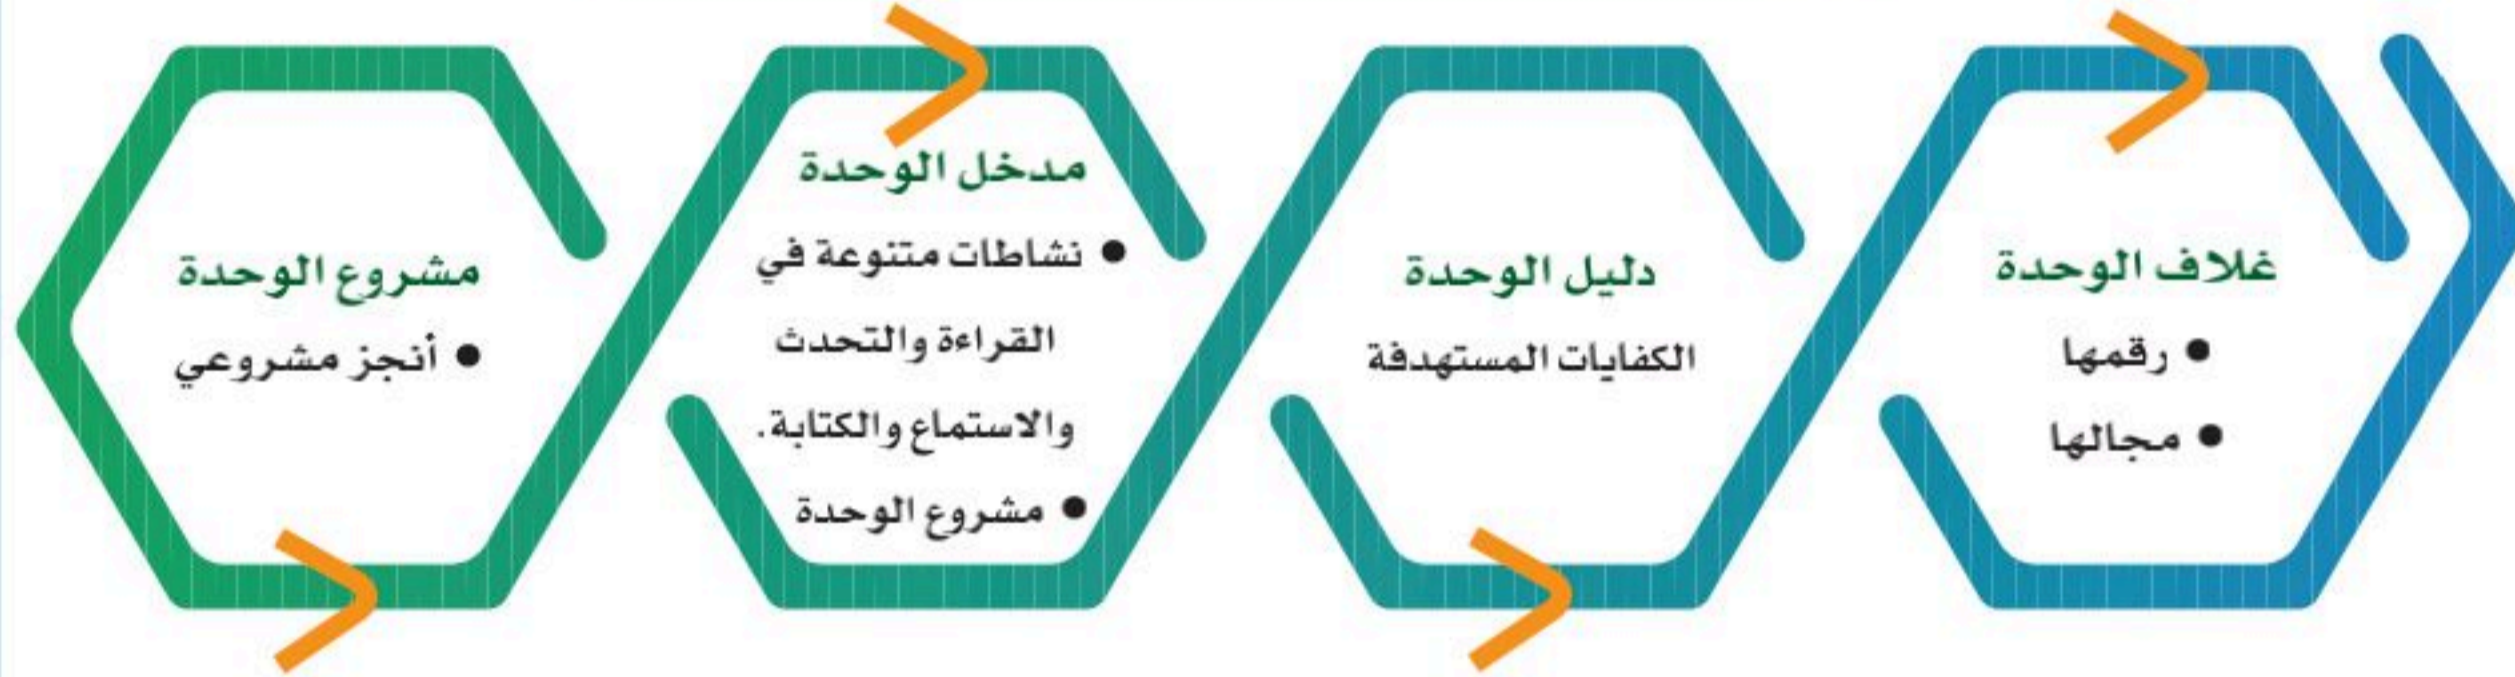 غلاف الوحدة
● رقمها
● مجالها
دليل الوحدة
الكفايات المستهدفة
مدخل الوحدة
● نشاطات متنوعة في
القراءة والتحدث
والاستماع والكتابة.
● مشروع الوحدة
مشروع الوحدة
● أنجز مشروعي